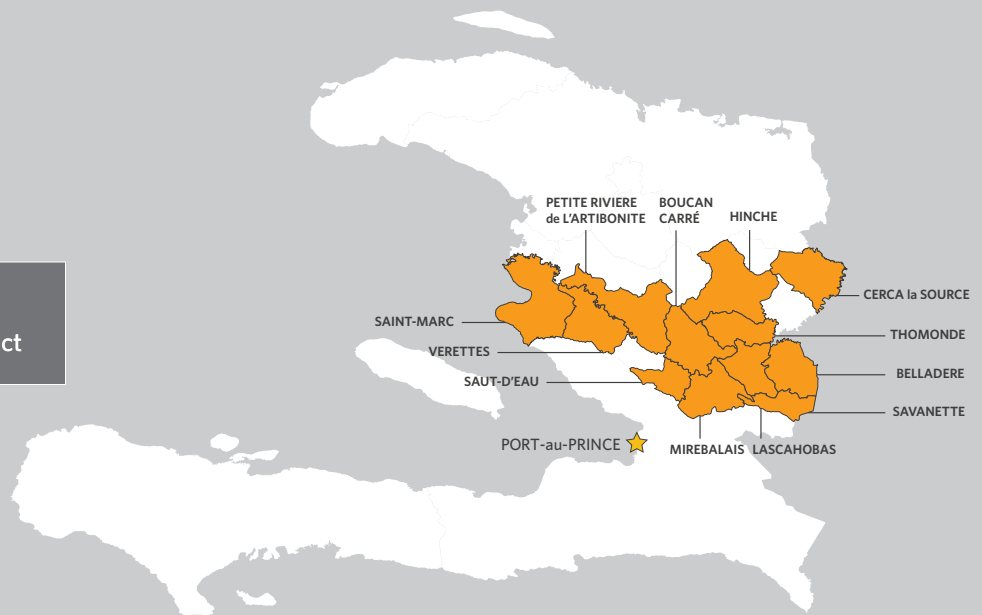 PETITE RIVIERE
de L'ARTIBONITE
BOUCAN
CARRÉ
HINCHE
CERCA la SOURCE
SAINT-MARC
ct
THOMONDE
VERETTES
BELLADERE
SAUT-D'EAU
SAVANETTE
PORT-au-PRINCE
MIREBALAIS
LASCAHOBAS